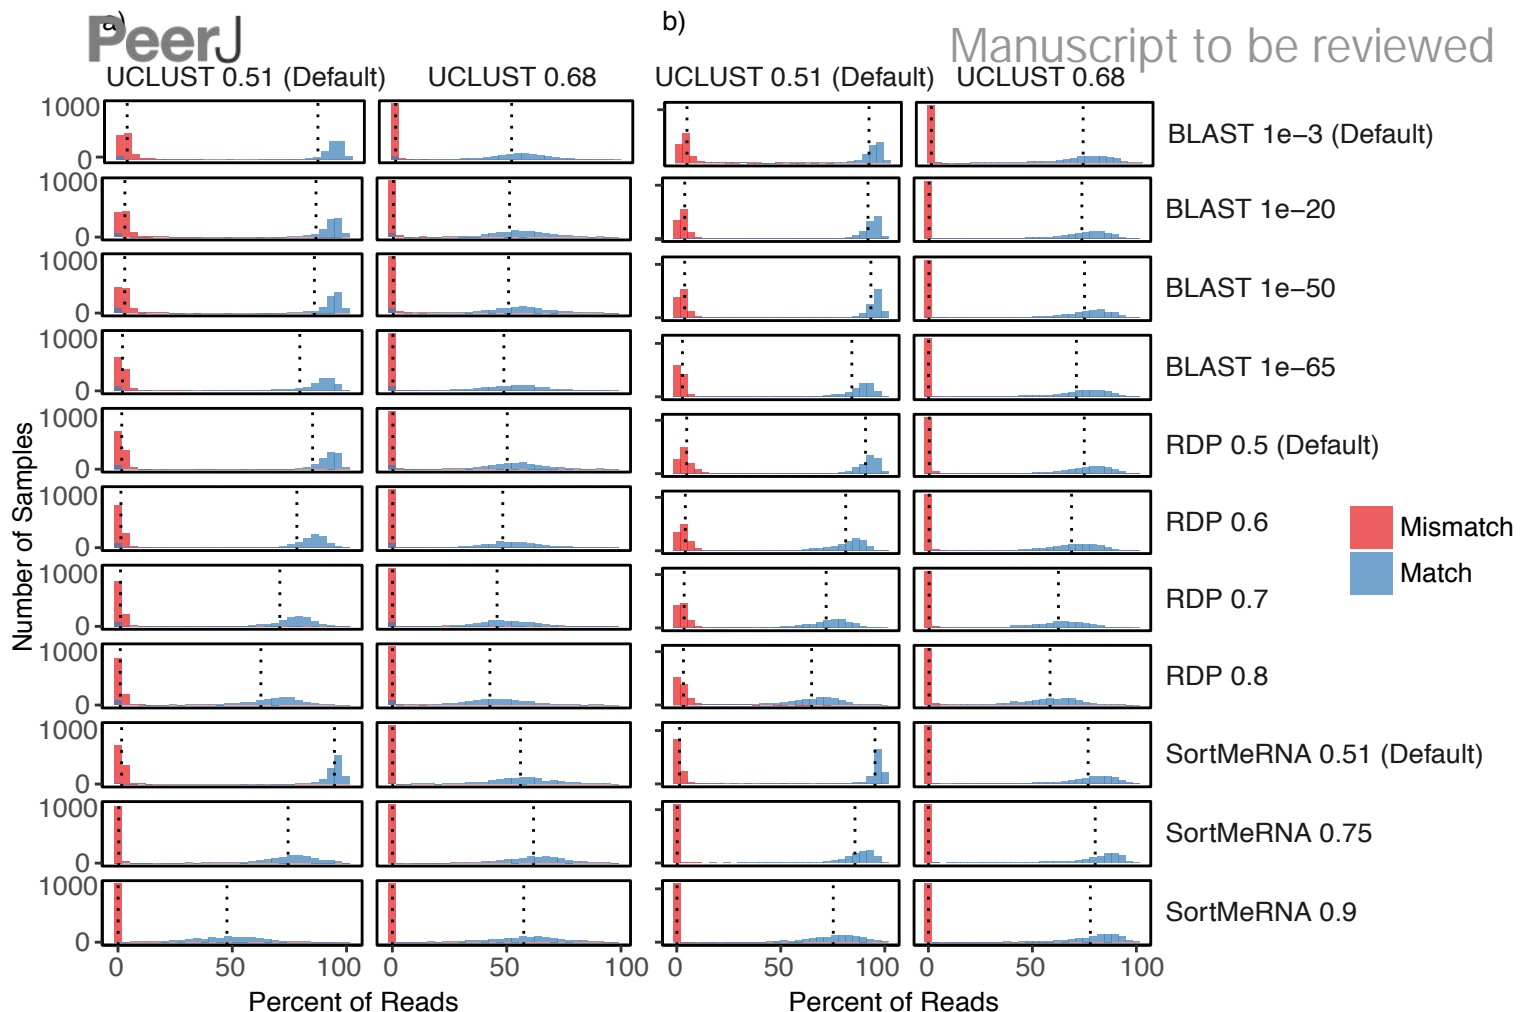 a)
PeerJ
b)
Manuscript to be reviewed
UCLUST 0.51 (Default)
UCLUST 0.68
UCLUST 0.51 (Default)
UCLUST 0.68
1000
0
BLAST 1e−3 (Default)
1000
0
BLAST 1e−20
1000
0
BLAST 1e−50
1000
0
BLAST 1e−65
1000
0
RDP 0.5 (Default)
1000
0
RDP 0.6
1000
0
RDP 0.7
1000
0
RDP 0.8
1000
0
SortMeRNA 0.51 (Default)
1000
0
SortMeRNA 0.75
1000
0
SortMeRNA 0.9
Number of Samples
Mismatch
Match
0 50 100
0 50 100
0 50 100
0 50 100
Percent of Reads
Percent of Reads